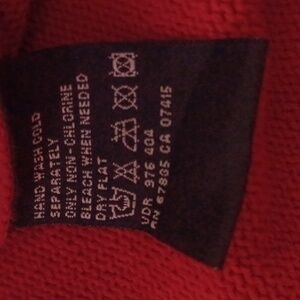 HAND WASH COLD
SEPARATELY
ONLY NON-CHLORINE
BLEACH WHEN NEEDED
DRY FLAT
VDR 976 404
RN 67805 CA 07415